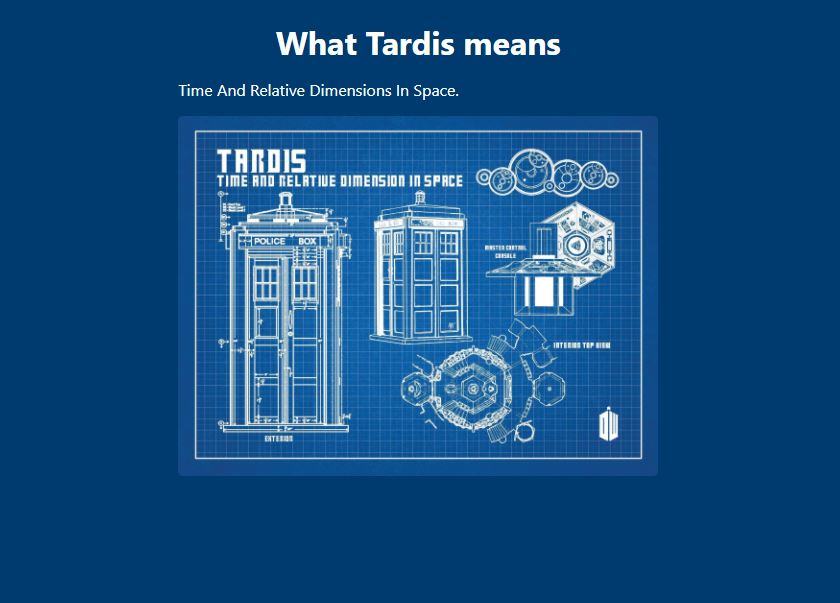 What Tardis means
Time And Relative Dimensions In Space.
TARDIS
TIME AND RELATIVE DIMENSION IN SPACE
POLICE BOX
MASTER CONTROL
CONSOLE
INTERIOR TOP VIEW
EXTERIOR
DW